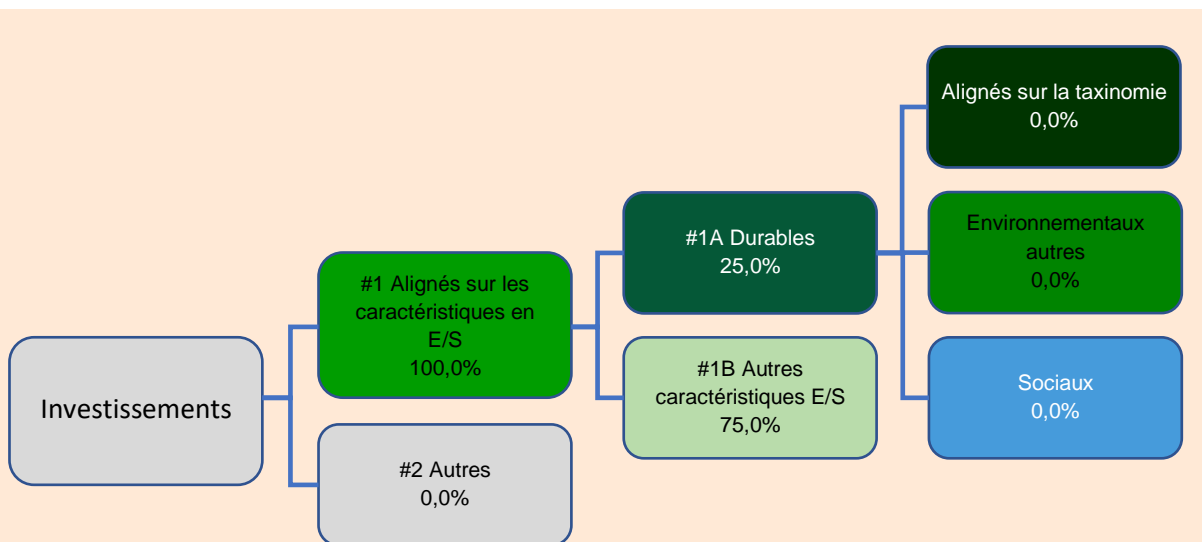 Investissements
#1 Alignés sur les
caractéristiques en
E/S
100,0%
#2 Autres
0,0%
#1A Durables
25,0%
#1B Autres
caractéristiques E/S
75,0%
Alignés sur la taxinomie
0,0%
Environnementaux
autres
0,0%
Sociaux
0,0%